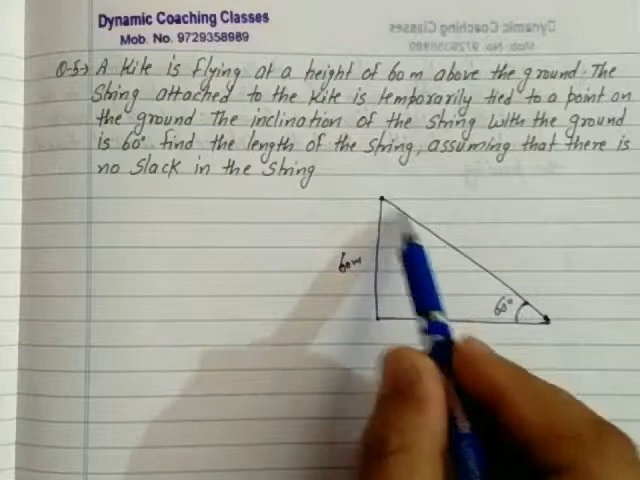 Dynamic Coaching Classes
Mob. No. 9729358989
Q-5→ A Kite is flying at a height of 60 m above the ground. The
string attached to the Kite is temporarily tied to a point on
the ground The inclination of the string with the ground
is 60° find the length of the string, assuming that there is
no slack in the string
60m
60°